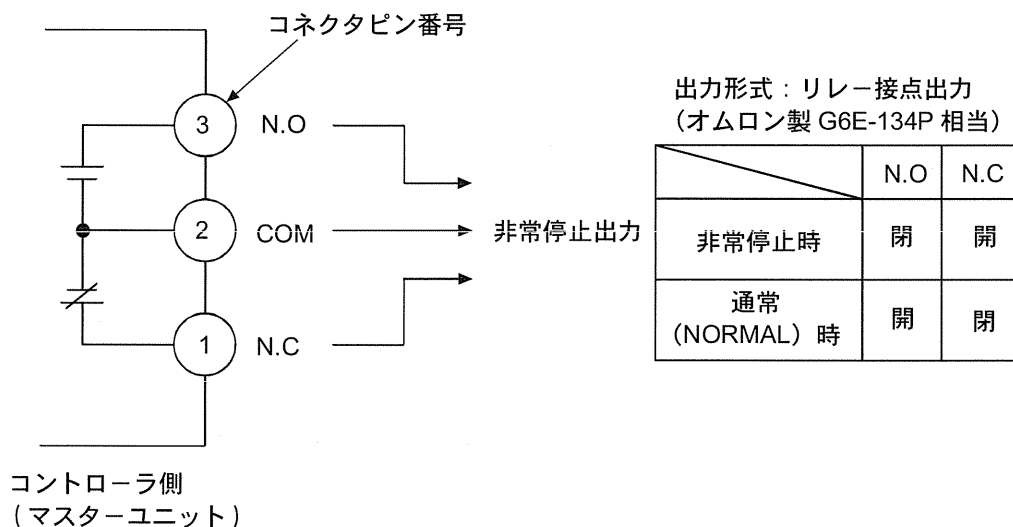 コネクタピン番号
3 N.O
2 COM
1 N.C
非常停止出力
コントローラ側
(マスターユニット)
出力形式:リレー接点出力
(オムロン製 G6E-134P 相当)
N.O N.C
非常停止時 閉 開
通常
(NORMAL)時 開 閉